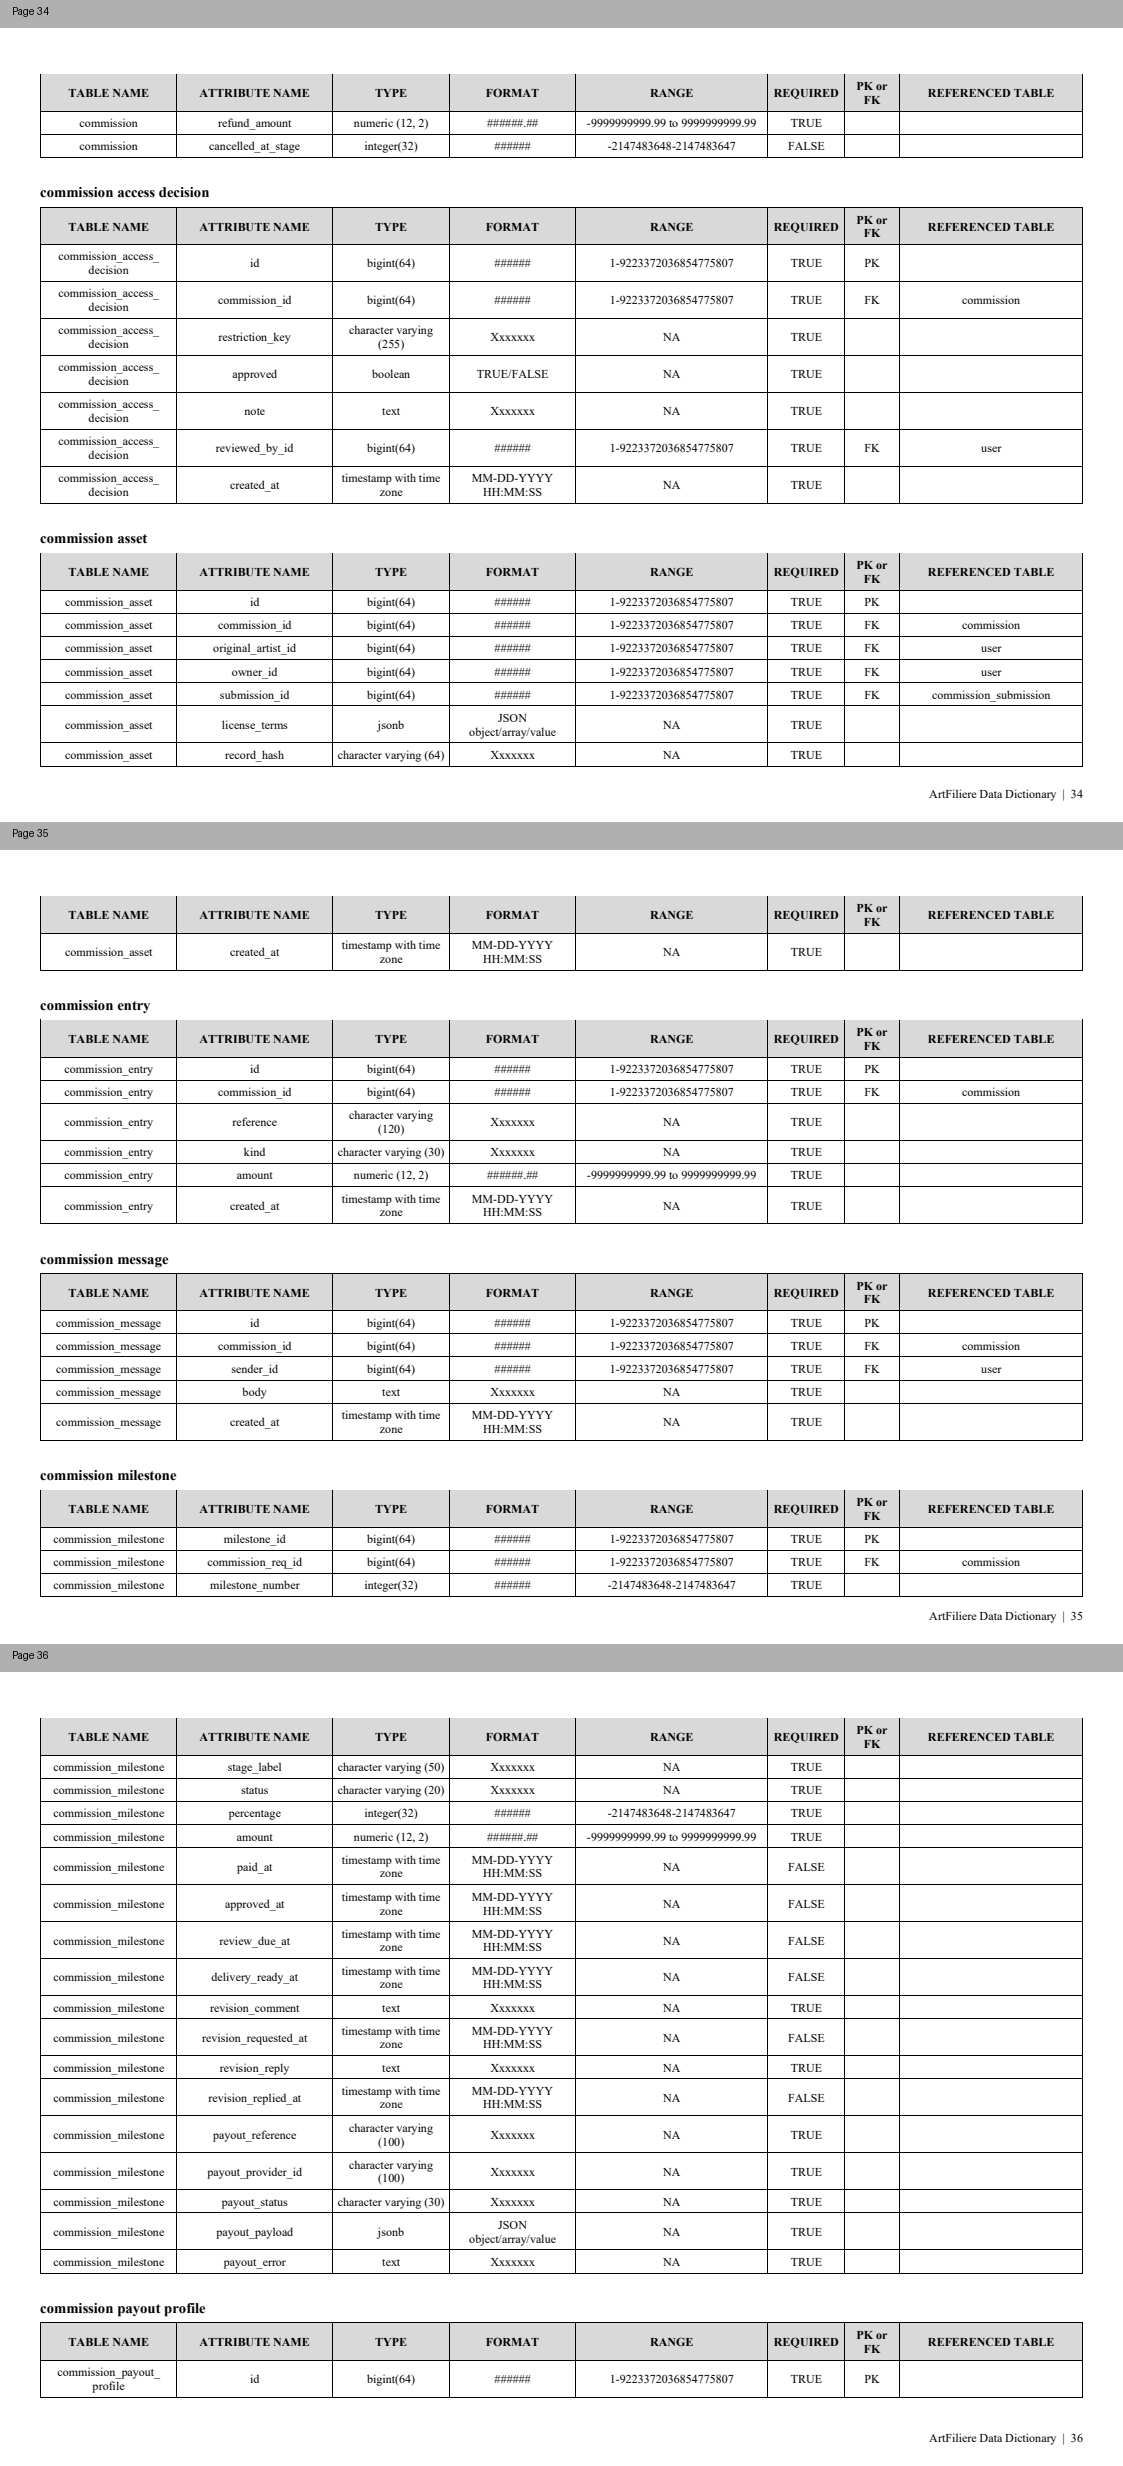 Page 34
TABLE NAME ATTRIBUTE NAME TYPE FORMAT RANGE REQUIRED PK or FK REFERENCED TABLE
commission refund_amount numeric (12, 2) ######.## -9999999999.99 to 9999999999.99 TRUE
commission cancelled_at_stage integer(32) ###### -2147483648-2147483647 FALSE
commission access decision
TABLE NAME ATTRIBUTE NAME TYPE FORMAT RANGE REQUIRED PK or FK REFERENCED TABLE
commission_access_decision id bigint(64) ###### 1-9223372036854775807 TRUE PK
commission_access_decision commission_id bigint(64) ###### 1-9223372036854775807 TRUE FK commission
commission_access_decision restriction_key character varying (255) Xxxxxxx NA TRUE
commission_access_decision approved boolean TRUE/FALSE NA TRUE
commission_access_decision note text Xxxxxxx NA TRUE
commission_access_decision reviewed_by_id bigint(64) ###### 1-9223372036854775807 TRUE FK user
commission_access_decision created_at timestamp with time zone MM-DD-YYYY HH:MM:SS NA TRUE
commission asset
TABLE NAME ATTRIBUTE NAME TYPE FORMAT RANGE REQUIRED PK or FK REFERENCED TABLE
commission_asset id bigint(64) ###### 1-9223372036854775807 TRUE PK
commission_asset commission_id bigint(64) ###### 1-9223372036854775807 TRUE FK commission
commission_asset original_artist_id bigint(64) ###### 1-9223372036854775807 TRUE FK user
commission_asset owner_id bigint(64) ###### 1-9223372036854775807 TRUE FK user
commission_asset submission_id bigint(64) ###### 1-9223372036854775807 TRUE FK commission_submission
commission_asset license_terms jsonb JSON object/array/value NA TRUE
commission_asset record_hash character varying (64) Xxxxxxx NA TRUE
ArtFiliere Data Dictionary | 34
Page 35
TABLE NAME ATTRIBUTE NAME TYPE FORMAT RANGE REQUIRED PK or FK REFERENCED TABLE
commission_asset created_at timestamp with time zone MM-DD-YYYY HH:MM:SS NA TRUE
commission entry
TABLE NAME ATTRIBUTE NAME TYPE FORMAT RANGE REQUIRED PK or FK REFERENCED TABLE
commission_entry id bigint(64) ###### 1-9223372036854775807 TRUE PK
commission_entry commission_id bigint(64) ###### 1-9223372036854775807 TRUE FK commission
commission_entry reference character varying (120) Xxxxxxx NA TRUE
commission_entry kind character varying (30) Xxxxxxx NA TRUE
commission_entry amount numeric (12, 2) ######.## -9999999999.99 to 9999999999.99 TRUE
commission_entry created_at timestamp with time zone MM-DD-YYYY HH:MM:SS NA TRUE
commission message
TABLE NAME ATTRIBUTE NAME TYPE FORMAT RANGE REQUIRED PK or FK REFERENCED TABLE
commission_message id bigint(64) ###### 1-9223372036854775807 TRUE PK
commission_message commission_id bigint(64) ###### 1-9223372036854775807 TRUE FK commission
commission_message sender_id bigint(64) ###### 1-9223372036854775807 TRUE FK user
commission_message body text Xxxxxxx NA TRUE
commission_message created_at timestamp with time zone MM-DD-YYYY HH:MM:SS NA TRUE
commission milestone
TABLE NAME ATTRIBUTE NAME TYPE FORMAT RANGE REQUIRED PK or FK REFERENCED TABLE
commission_milestone milestone_id bigint(64) ###### 1-9223372036854775807 TRUE PK
commission_milestone commission_req_id bigint(64) ###### 1-9223372036854775807 TRUE FK commission
commission_milestone milestone_number integer(32) ###### -2147483648-2147483647 TRUE
ArtFiliere Data Dictionary | 35
Page 36
TABLE NAME ATTRIBUTE NAME TYPE FORMAT RANGE REQUIRED PK or FK REFERENCED TABLE
commission_milestone stage_label character varying (50) Xxxxxxx NA TRUE
commission_milestone status character varying (20) Xxxxxxx NA TRUE
commission_milestone percentage integer(32) ###### -2147483648-2147483647 TRUE
commission_milestone amount numeric (12, 2) ######.## -9999999999.99 to 9999999999.99 TRUE
commission_milestone paid_at timestamp with time zone MM-DD-YYYY HH:MM:SS NA FALSE
commission_milestone approved_at timestamp with time zone MM-DD-YYYY HH:MM:SS NA FALSE
commission_milestone review_due_at timestamp with time zone MM-DD-YYYY HH:MM:SS NA FALSE
commission_milestone delivery_ready_at timestamp with time zone MM-DD-YYYY HH:MM:SS NA FALSE
commission_milestone revision_comment text Xxxxxxx NA TRUE
commission_milestone revision_requested_at timestamp with time zone MM-DD-YYYY HH:MM:SS NA FALSE
commission_milestone revision_reply text Xxxxxxx NA TRUE
commission_milestone revision_replied_at timestamp with time zone MM-DD-YYYY HH:MM:SS NA FALSE
commission_milestone payout_reference character varying (100) Xxxxxxx NA TRUE
commission_milestone payout_provider_id character varying (100) Xxxxxxx NA TRUE
commission_milestone payout_status character varying (30) Xxxxxxx NA TRUE
commission_milestone payout_payload jsonb JSON object/array/value NA TRUE
commission_milestone payout_error text Xxxxxxx NA TRUE
commission payout profile
TABLE NAME ATTRIBUTE NAME TYPE FORMAT RANGE REQUIRED PK or FK REFERENCED TABLE
commission_payout_profile id bigint(64) ###### 1-9223372036854775807 TRUE PK
ArtFiliere Data Dictionary | 36